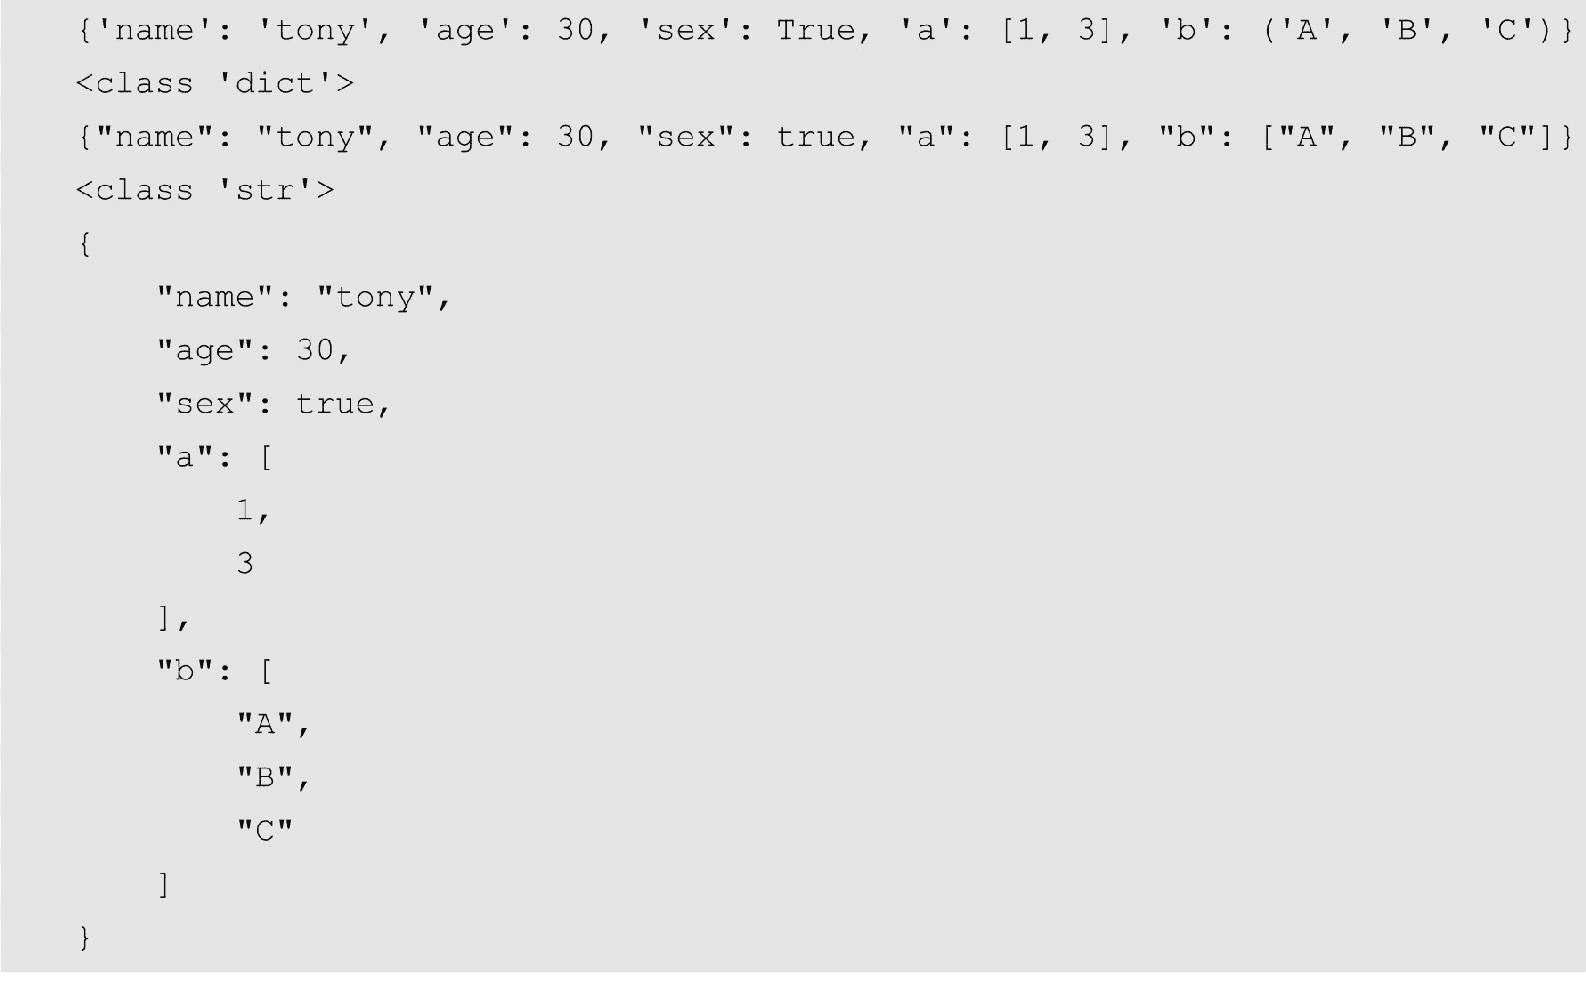 {'name': 'tony', 'age': 30, 'sex': True, 'a': [1, 3], 'b': ('A', 'B', 'C')}
<class 'dict'>
{"name": "tony", "age": 30, "sex": true, "a": [1, 3], "b": ["A", "B", "C"]}
<class 'str'>
{
    "name": "tony",
    "age": 30,
    "sex": true,
    "a": [
        1,
        3
    ],
    "b": [
        "A",
        "B",
        "C"
    ]
}